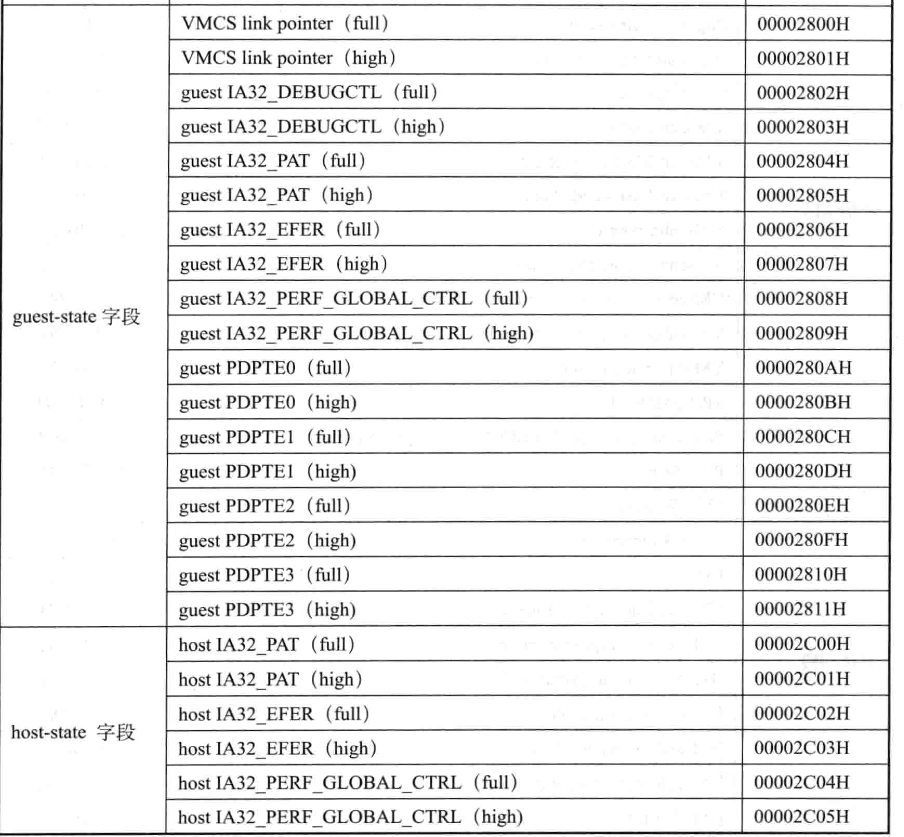 VMCS link pointer（full） 00002800H
VMCS link pointer（high） 00002801H
guest IA32_DEBUGCTL（full） 00002802H
guest IA32_DEBUGCTL（high） 00002803H
guest IA32_PAT（full） 00002804H
guest IA32_PAT（high） 00002805H
guest IA32_EFER（full） 00002806H
guest IA32_EFER（high） 00002807H
guest IA32_PERF_GLOBAL_CTRL（full） 00002808H
guest-state 字段
guest IA32_PERF_GLOBAL_CTRL（high） 00002809H
guest PDPTE0（full） 0000280AH
guest PDPTE0（high） 0000280BH
guest PDPTE1（full） 0000280CH
guest PDPTE1（high） 0000280DH
guest PDPTE2（full） 0000280EH
guest PDPTE2（high） 0000280FH
guest PDPTE3（full） 00002810H
guest PDPTE3（high） 00002811H
host IA32_PAT（full） 00002C00H
host IA32_PAT（high） 00002C01H
host IA32_EFER（full） 00002C02H
host-state 字段
host IA32_EFER（high） 00002C03H
host IA32_PERF_GLOBAL_CTRL（full） 00002C04H
host IA32_PERF_GLOBAL_CTRL（high） 00002C05H